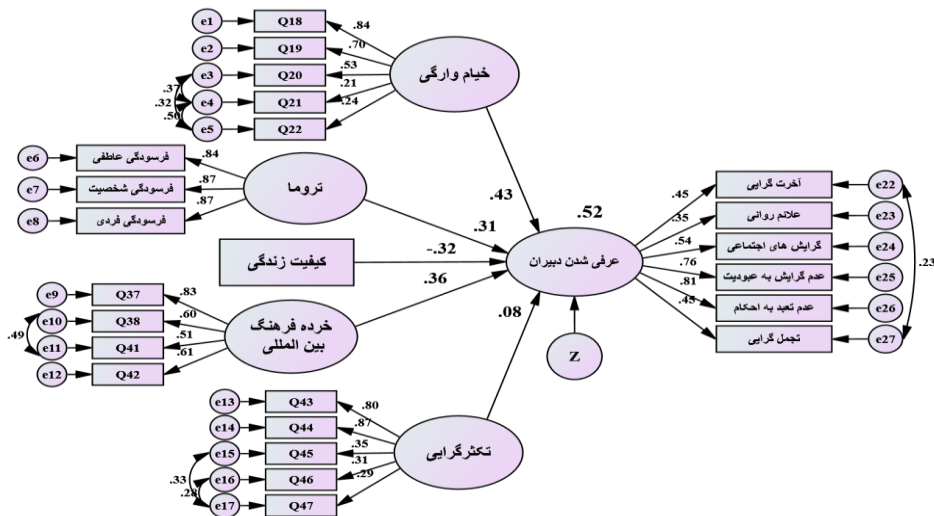 e1 Q18 .84
e2 Q19 .70
e3 Q20 .53
e4 Q21 .21
e5 Q22 .24
.37
.32
.50
خیام وارگی
.43
e6 فرسودگی عاطفی .84
e7 فرسودگی شخصیت .87
e8 فرسودگی فردی .87
تروما
.31
کیفیت زندگی
-.32
e9 Q37 .83
e10 Q38 .60
e11 Q41 .51
e12 Q42 .61
.49
خرده فرهنگ
بین المللی
.36
e13 Q43 .80
e14 Q44 .87
e15 Q45 .35
e16 Q46 .31
e17 Q47 .29
.33
.28
تکثرگرایی
.08
.52
عرفی شدن دبیران
Z
.45 آخرت گرایی e22
.35 علائم روانی e23
.54 گرایش های اجتماعی e24
.76 عدم گرایش به عبودیت e25
.81 عدم تعبد به احکام e26
.45 تجمل گرایی e27
.23